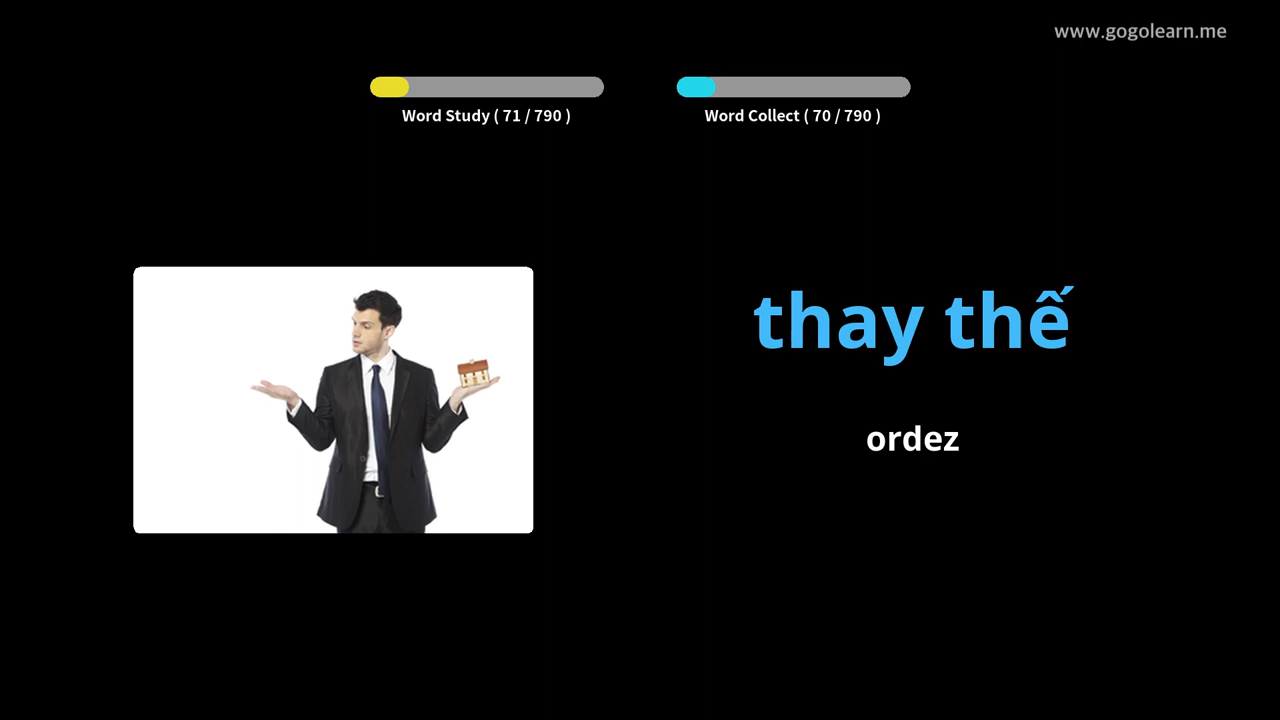 www.gogolearn.me
Word Study ( 71 / 790 )
Word Collect ( 70 / 790 )
thay thế
ordez